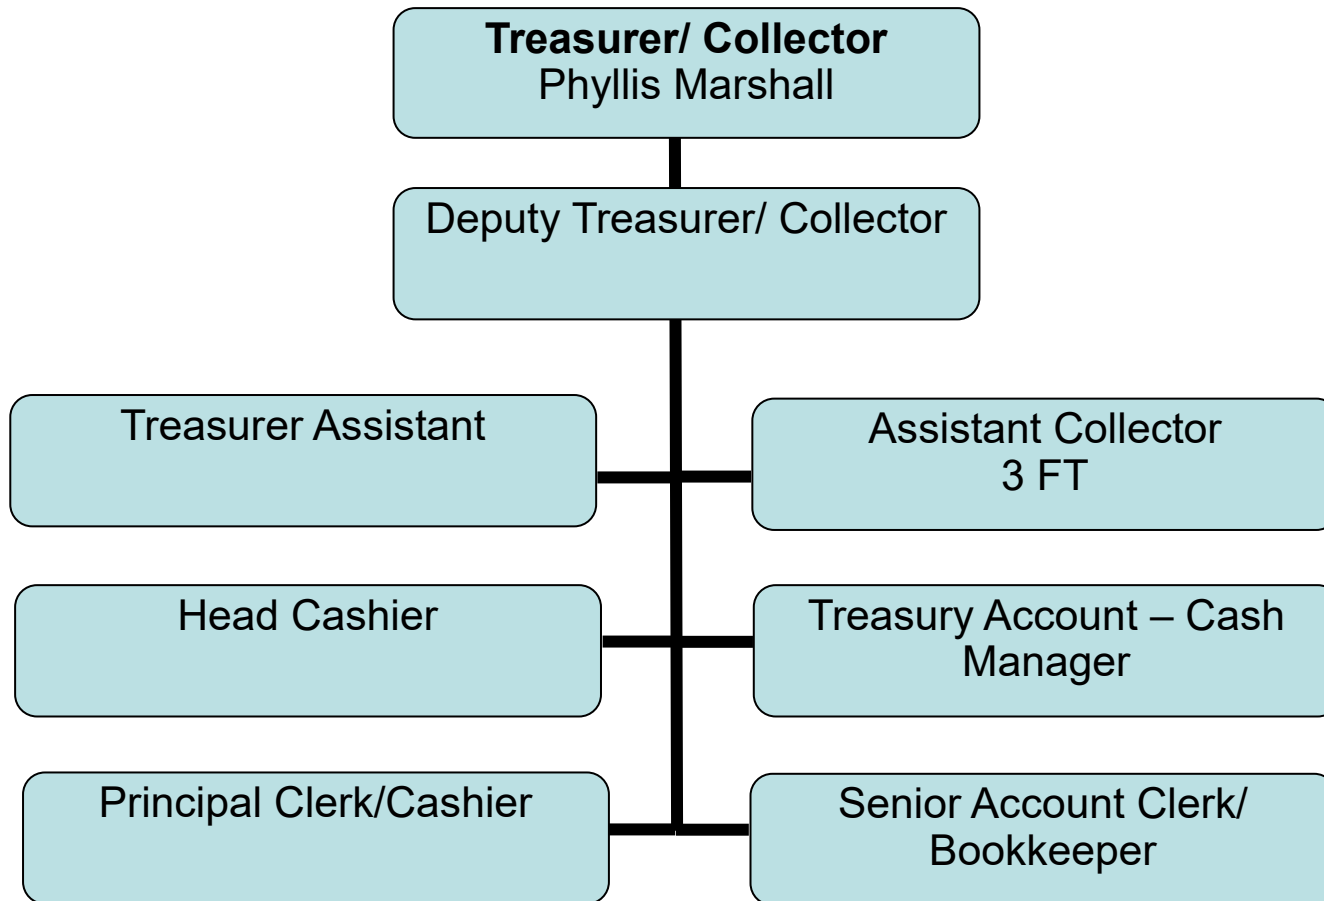 Treasurer/ Collector
Phyllis Marshall
Deputy Treasurer/ Collector
Treasurer Assistant
Assistant Collector
3 FT
Head Cashier
Treasury Account – Cash
Manager
Principal Clerk/Cashier
Senior Account Clerk/
Bookkeeper